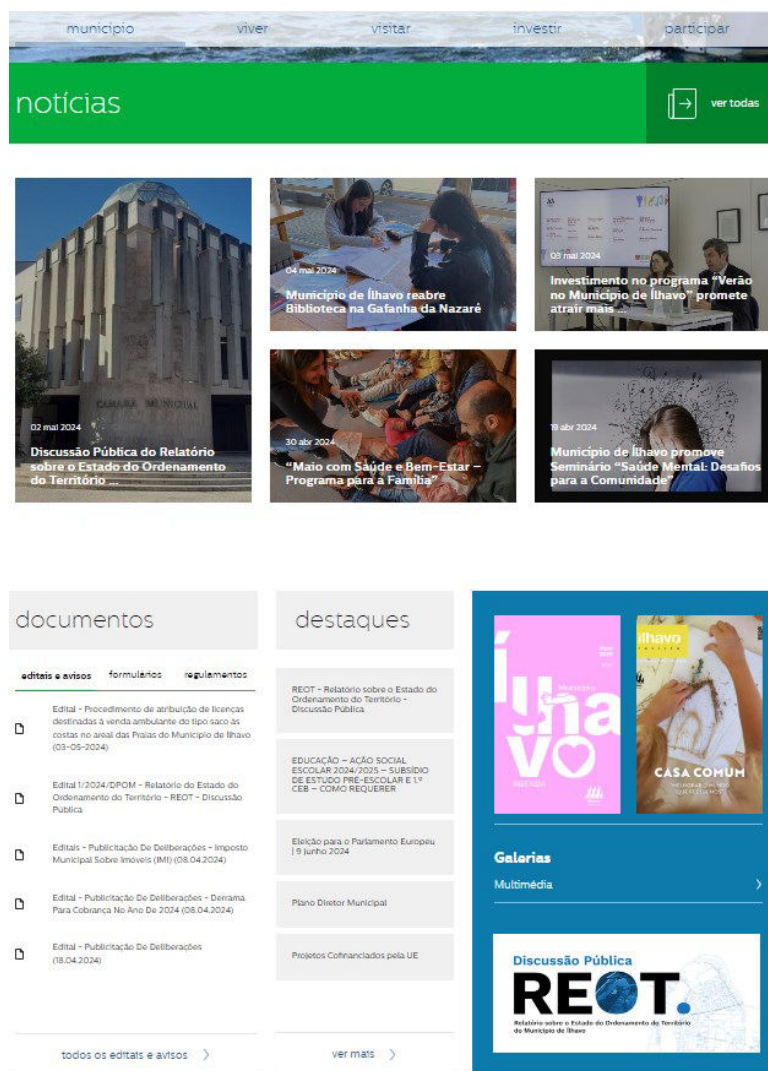 município viver visitar investir participar
notícias
ver todas
CAMARA MUNICIPAL
02 mai 2024
Discussão Pública do Relatório
sobre o Estado do Ordenamento
do Território ...
04 mai 2024
Município de Ílhavo reabre
Biblioteca na Gafanha da Nazaré
03 mai 2024
Investimento no programa “Verão
no Município de Ílhavo” promete
atrair mais ...
30 abr 2024
“Maio com Saúde e Bem-Estar –
Programa para a Família”
19 abr 2024
Município de Ílhavo promove
Seminário “Saúde Mental: Desafios
para a Comunidade”
documentos
editais e avisos formulários regulamentos
Edital - Procedimento de atribuição de licenças
destinadas à venda ambulante do tipo saco às
costas no areal das Praias do Município de Ílhavo
(03-05-2024)
Edital 1/2024/DPOM - Relatório do Estado do
Ordenamento do Território - REOT - Discussão
Pública
Editais - Publicitação De Deliberações - Imposto
Municipal Sobre Imóveis (IMI) (08.04.2024)
Edital - Publicitação De Deliberações - Derrama
Para Cobrança No Ano De 2024 (08.04.2024)
Edital - Publicitação De Deliberações
(18.04.2024)
todos os editais e avisos
destaques
REOT - Relatório sobre o Estado do
Ordenamento do Território -
Discussão Pública
EDUCAÇÃO – AÇÃO SOCIAL
ESCOLAR 2024/2025 – SUBSÍDIO
DE ESTUDO PRÉ-ESCOLAR E 1.º
CEB – COMO REQUERER
Eleição para o Parlamento Europeu
| 9 junho 2024
Plano Diretor Municipal
Projetos Cofinanciados pela UE
ver mais
Município
ílhavo
AGENDA
ílhavo
revista
CASA COMUM
Galerias
Multimédia
Discussão Pública
REOT.
Relatório sobre o Estado do Ordenamento do Território
do Município de Ílhavo